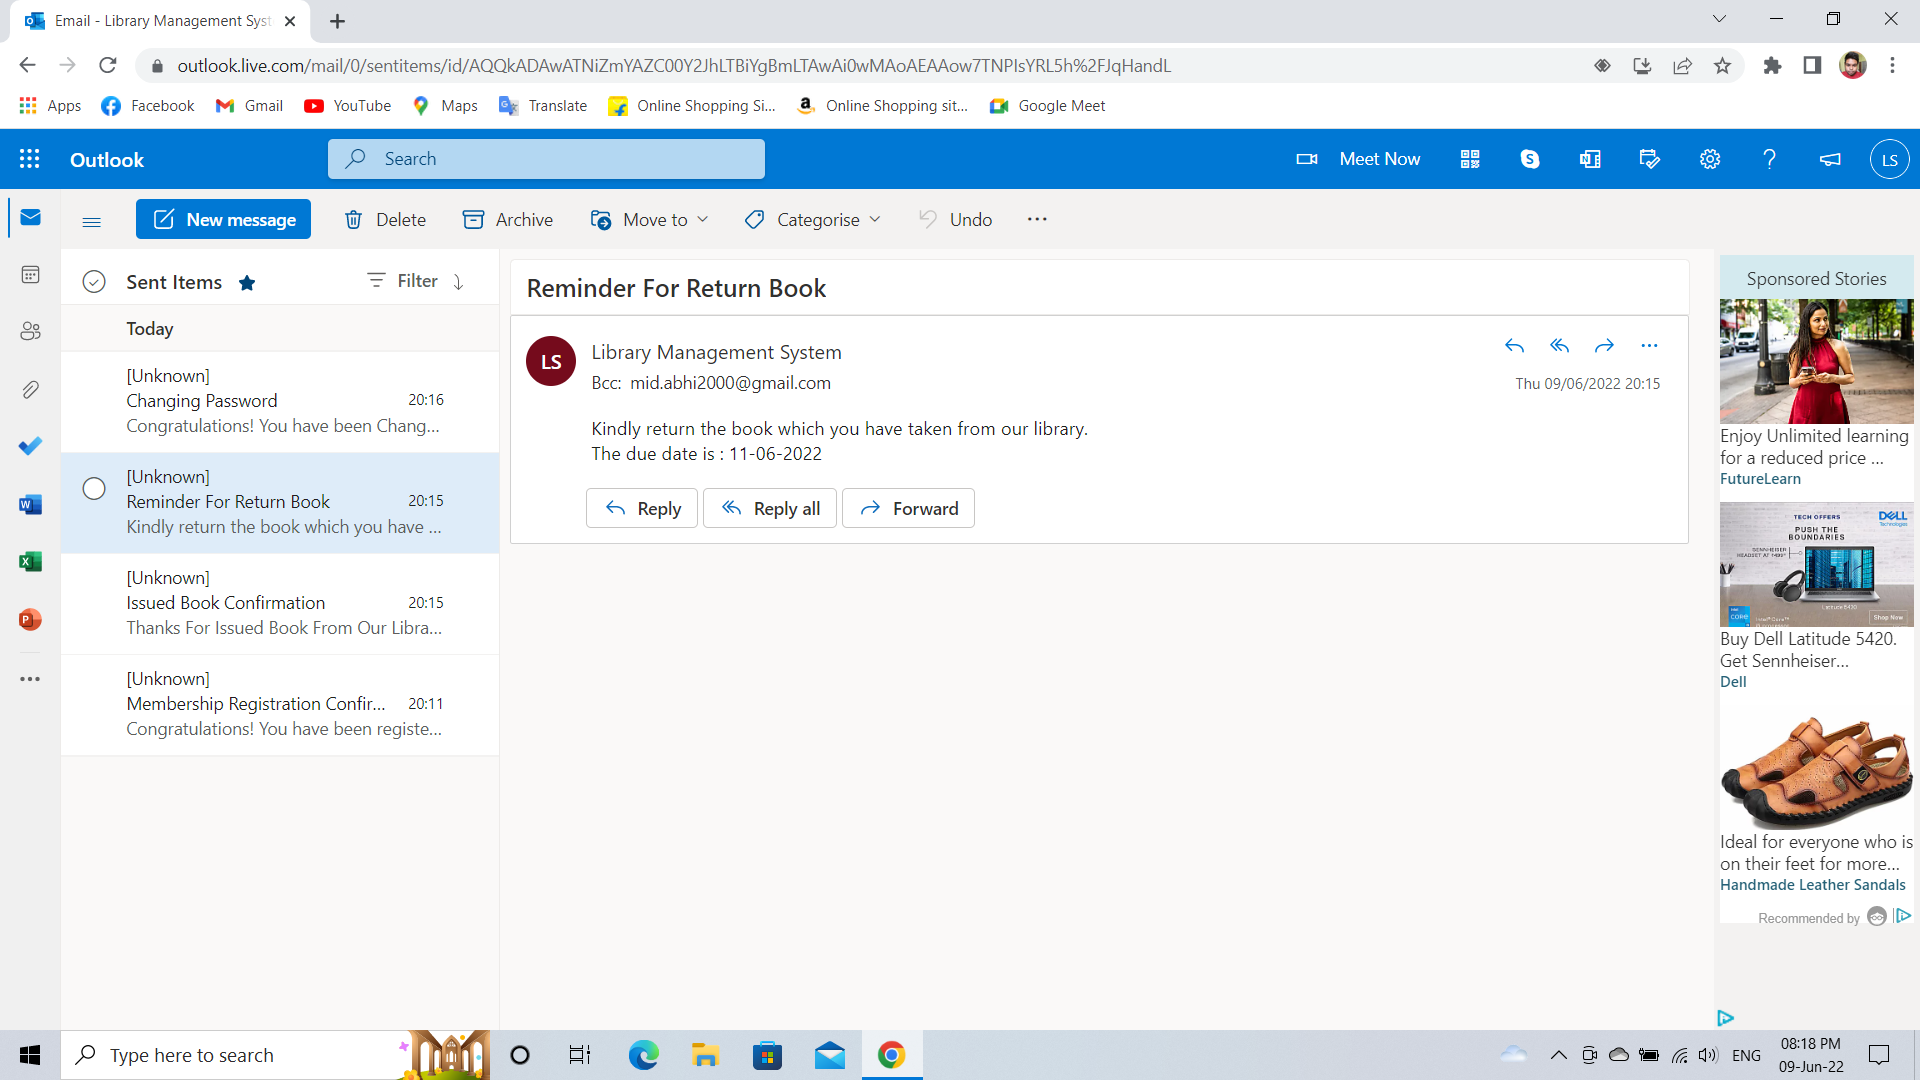 Email - Library Management Syst
outlook.live.com/mail/0/sentitems/id/AQQkADAwATNiZmYAZC00Y2JhLTBiYgBmLTAwAi0wMAoAEAAow7TNPIsYRL5h%2FJqHandL
Apps Facebook Gmail YouTube Maps Translate Online Shopping Si... Online Shopping sit... Google Meet
Outlook
Search
Meet Now
LS
New message Delete Archive Move to Categorise Undo
Sent Items
Filter
Today
[Unknown]
Changing Password 20:16
Congratulations! You have been Chang...
[Unknown]
Reminder For Return Book 20:15
Kindly return the book which you have ...
[Unknown]
Issued Book Confirmation 20:15
Thanks For Issued Book From Our Libra...
[Unknown]
Membership Registration Confir... 20:11
Congratulations! You have been registe...
Reminder For Return Book
LS
Library Management System
Bcc: mid.abhi2000@gmail.com
Thu 09/06/2022 20:15
Kindly return the book which you have taken from our library.
The due date is : 11-06-2022
Reply Reply all Forward
Sponsored Stories
Enjoy Unlimited learning
for a reduced price ...
FutureLearn
TECH OFFERS
DELL
Technologies
PUSH THE
BOUNDARIES
SENNHEISER
Latitude 5430
Shop Now
Buy Dell Latitude 5420.
Get Sennheiser...
Dell
Ideal for everyone who is
on their feet for more...
Handmade Leather Sandals
Recommended by
Type here to search
ENG
08:18 PM
09-Jun-22